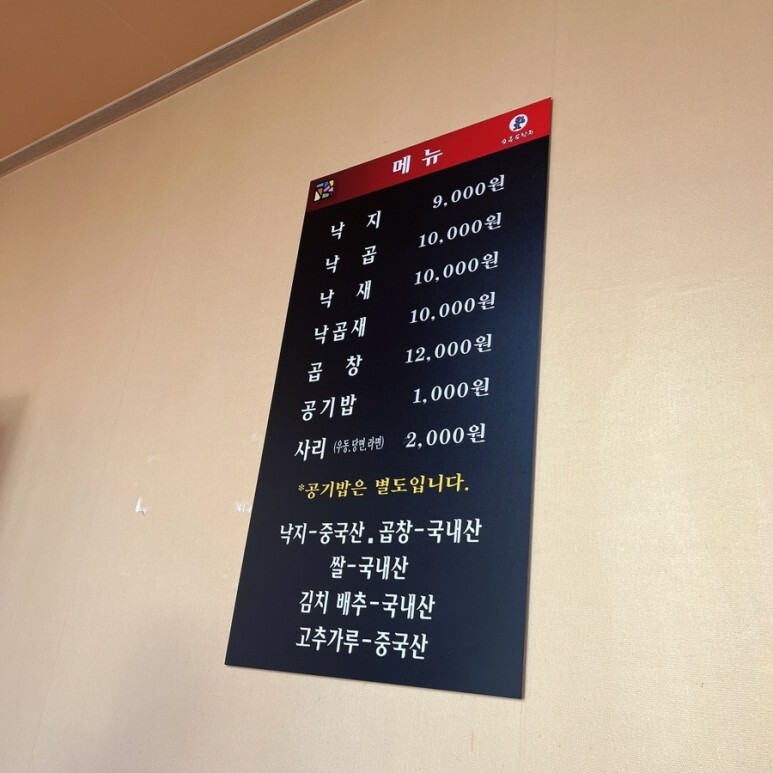 메뉴
낙지 9,000원
낙곱 10,000원
낙새 10,000원
낙곱새 10,000원
곱창 12,000원
공기밥 1,000원
사리 (우동,당면,라면) 2,000원
*공기밥은 별도입니다.
낙지-중국산.곱창-국내산
쌀-국내산
김치 배추-국내산
고추가루-중국산